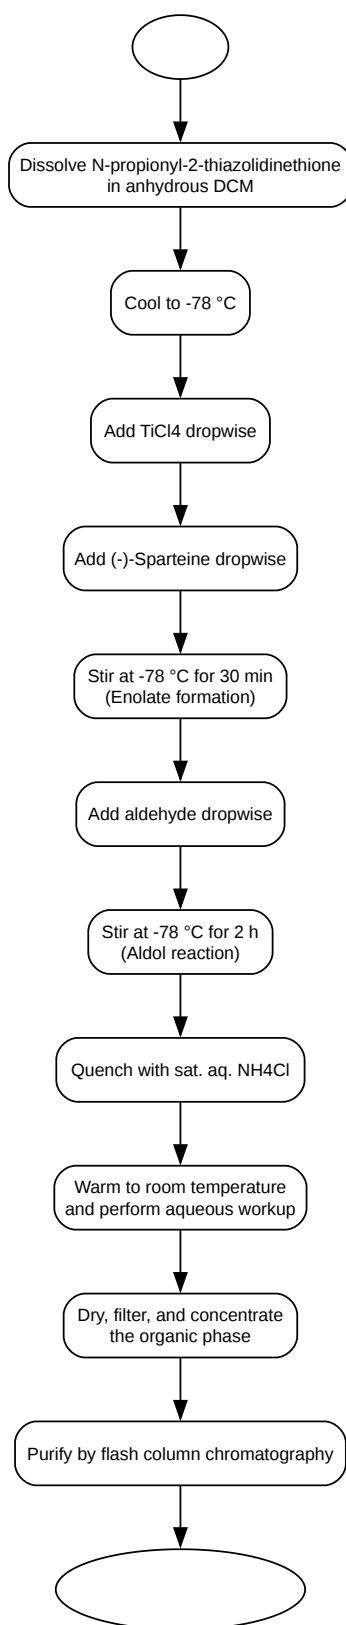 Dissolve N-propionyl-2-thiazolidinethione
in anhydrous DCM
Cool to -78 °C
Add TiCl4 dropwise
Add (-)-Sparteine dropwise
Stir at -78 °C for 30 min
(Enolate formation)
Add aldehyde dropwise
Stir at -78 °C for 2 h
(Aldol reaction)
Quench with sat. aq. NH4Cl
Warm to room temperature
and perform aqueous workup
Dry, filter, and concentrate
the organic phase
Purify by flash column chromatography